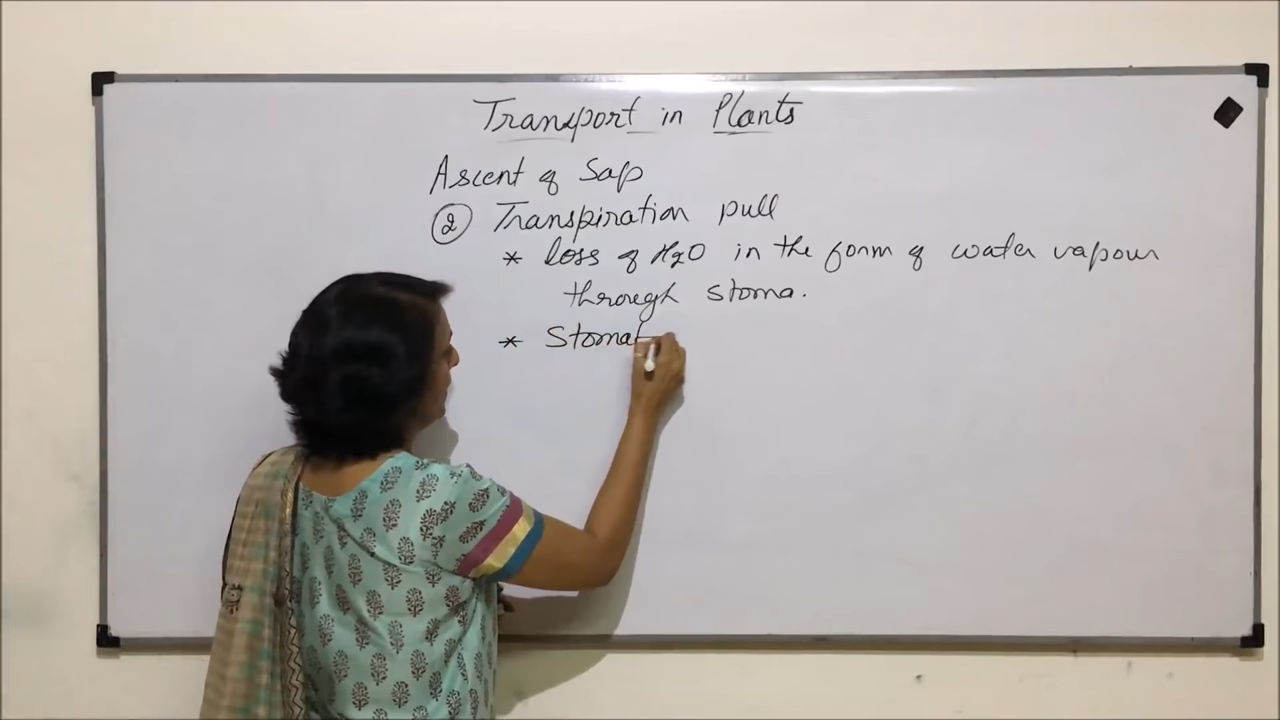 Transport in Plants
Ascent of Sap
② Transpiration pull
* loss of H2O in the form of water vapour
through stoma.
* Stomat